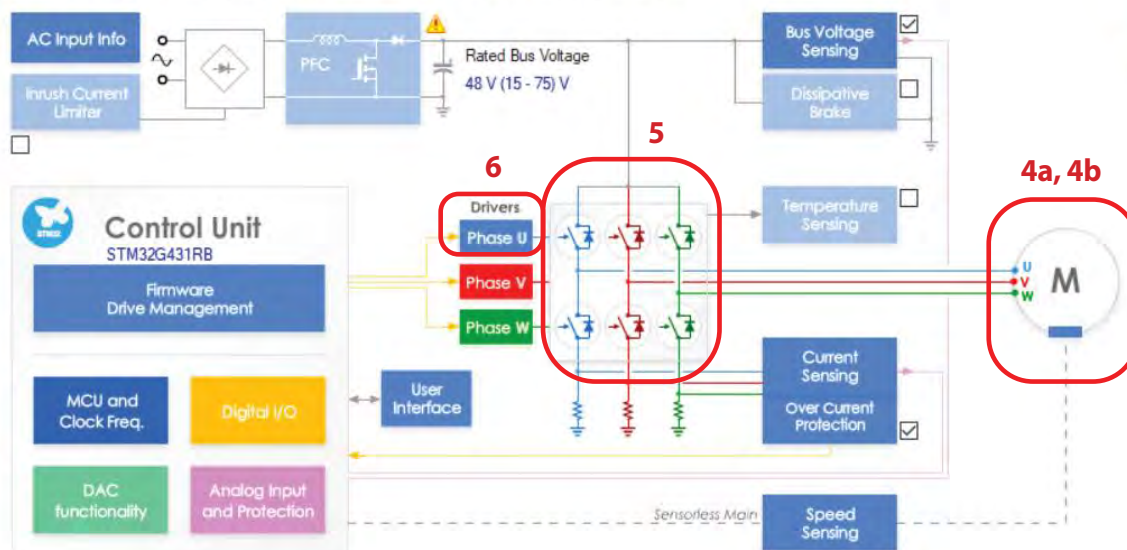 AC Input Info
Inrush Current
Limiter
PFC
Rated Bus Voltage
48 V (15 - 75) V
Bus Voltage
Sensing
Dissipative
Brake
5
6
4a, 4b
Drivers
Phase U
Phase V
Phase W
Temperature
Sensing
STM32
Control Unit
STM32G431RB
Firmware
Drive Management
U
V
W
M
MCU and
Clock Freq.
Digital I/O
User
Interface
Current
Sensing
Over Current
Protection
DAC
functionality
Analog Input
and Protection
Sensorless Main
Speed
Sensing